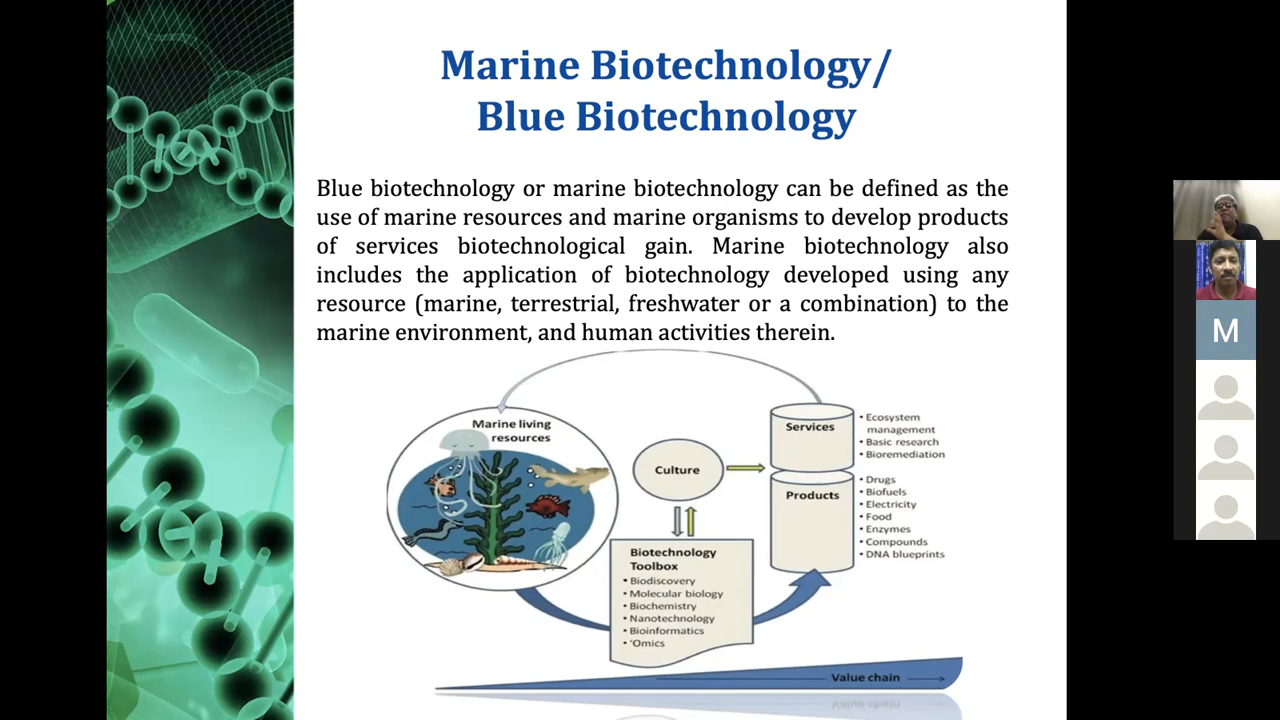 Marine Biotechnology/
Blue Biotechnology
Blue biotechnology or marine biotechnology can be defined as the
use of marine resources and marine organisms to develop products
of services biotechnological gain. Marine biotechnology also
includes the application of biotechnology developed using any
resource (marine, terrestrial, freshwater or a combination) to the
marine environment, and human activities therein.
Marine living
resources
Culture
Services
• Ecosystem
management
• Basic research
• Bioremediation
Products
• Drugs
• Biofuels
• Electricity
• Food
• Enzymes
• Compounds
• DNA blueprints
Biotechnology
Toolbox
• Biodiscovery
• Molecular biology
• Biochemistry
• Nanotechnology
• Bioinformatics
• 'Omics
Value chain
M